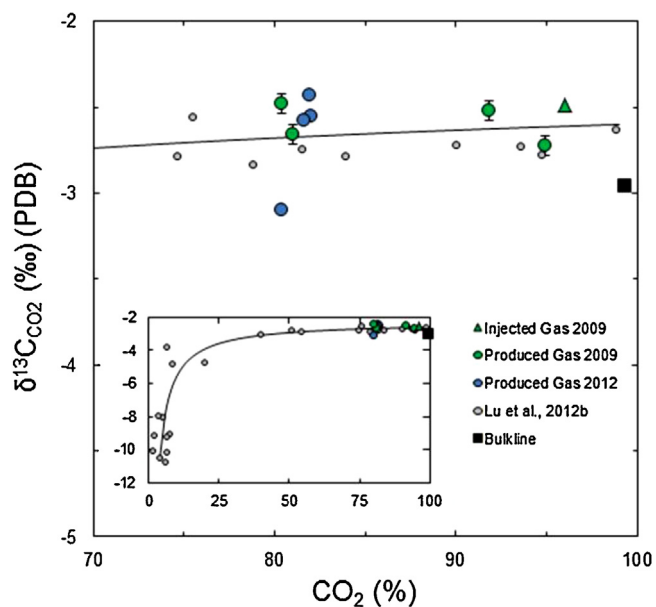 -2
-3
-4
-5
70
80
90
100
CO2 (%)
δ13CCO2 (‰) (PDB)
-2
-4
-6
-8
-10
-12
0
25
50
75
100
Injected Gas 2009
Produced Gas 2009
Produced Gas 2012
Lu et al., 2012b
Bulkline